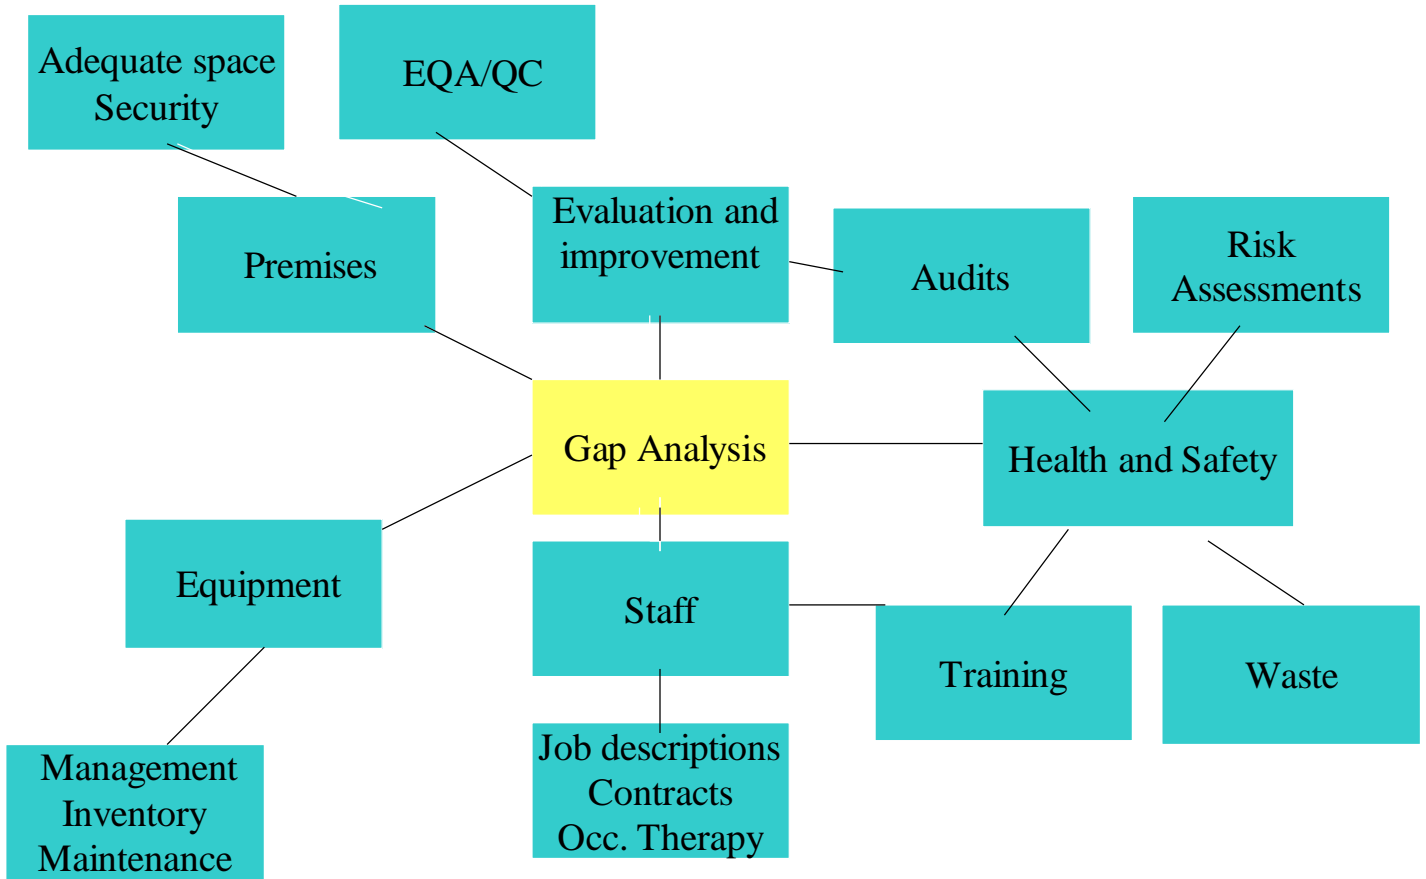 Adequate space
Security
EQA/QC
Evaluation and
improvement
Premises
Audits
Risk
Assessments
Gap Analysis
Health and Safety
Equipment
Staff
Training
Waste
Job descriptions
Contracts
Occ. Therapy
Management
Inventory
Maintenance